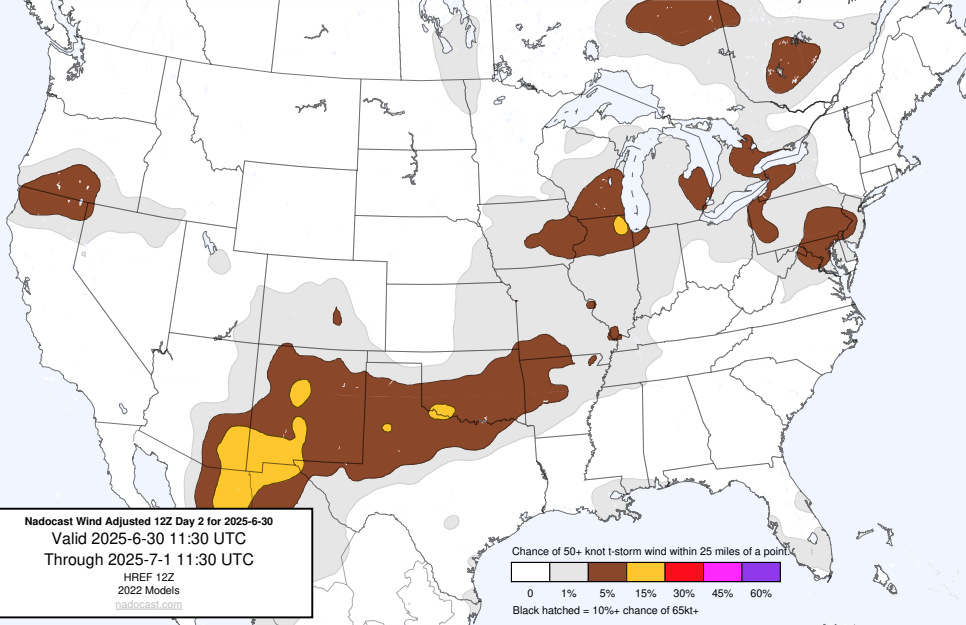 Nadocast Wind Adjusted 12Z Day 2 for 2025-6-30
Valid 2025-6-30 11:30 UTC
Through 2025-7-1 11:30 UTC
HREF 12Z
2022 Models
nadocast.com
Chance of 50+ knot t-storm wind within 25 miles of a point.
0 1% 5% 15% 30% 45% 60%
Black hatched = 10%+ chance of 65kt+